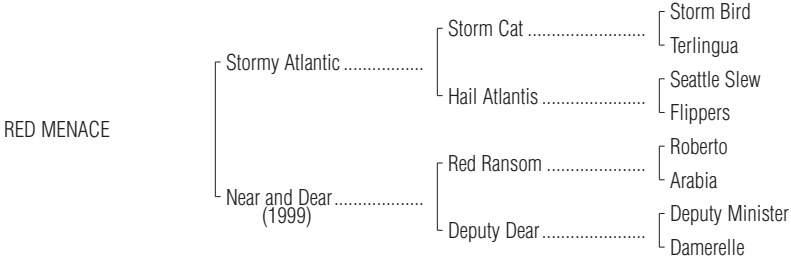 Storm Bird
Storm Cat ..........................
Terlingua
Stormy Atlantic .................
Seattle Slew
Hail Atlantis ......................
Flippers
RED MENACE
Roberto
Red Ransom .....................
Arabia
Near and Dear ...................
(1999)
Deputy Minister
Deputy Dear ......................
Damerelle